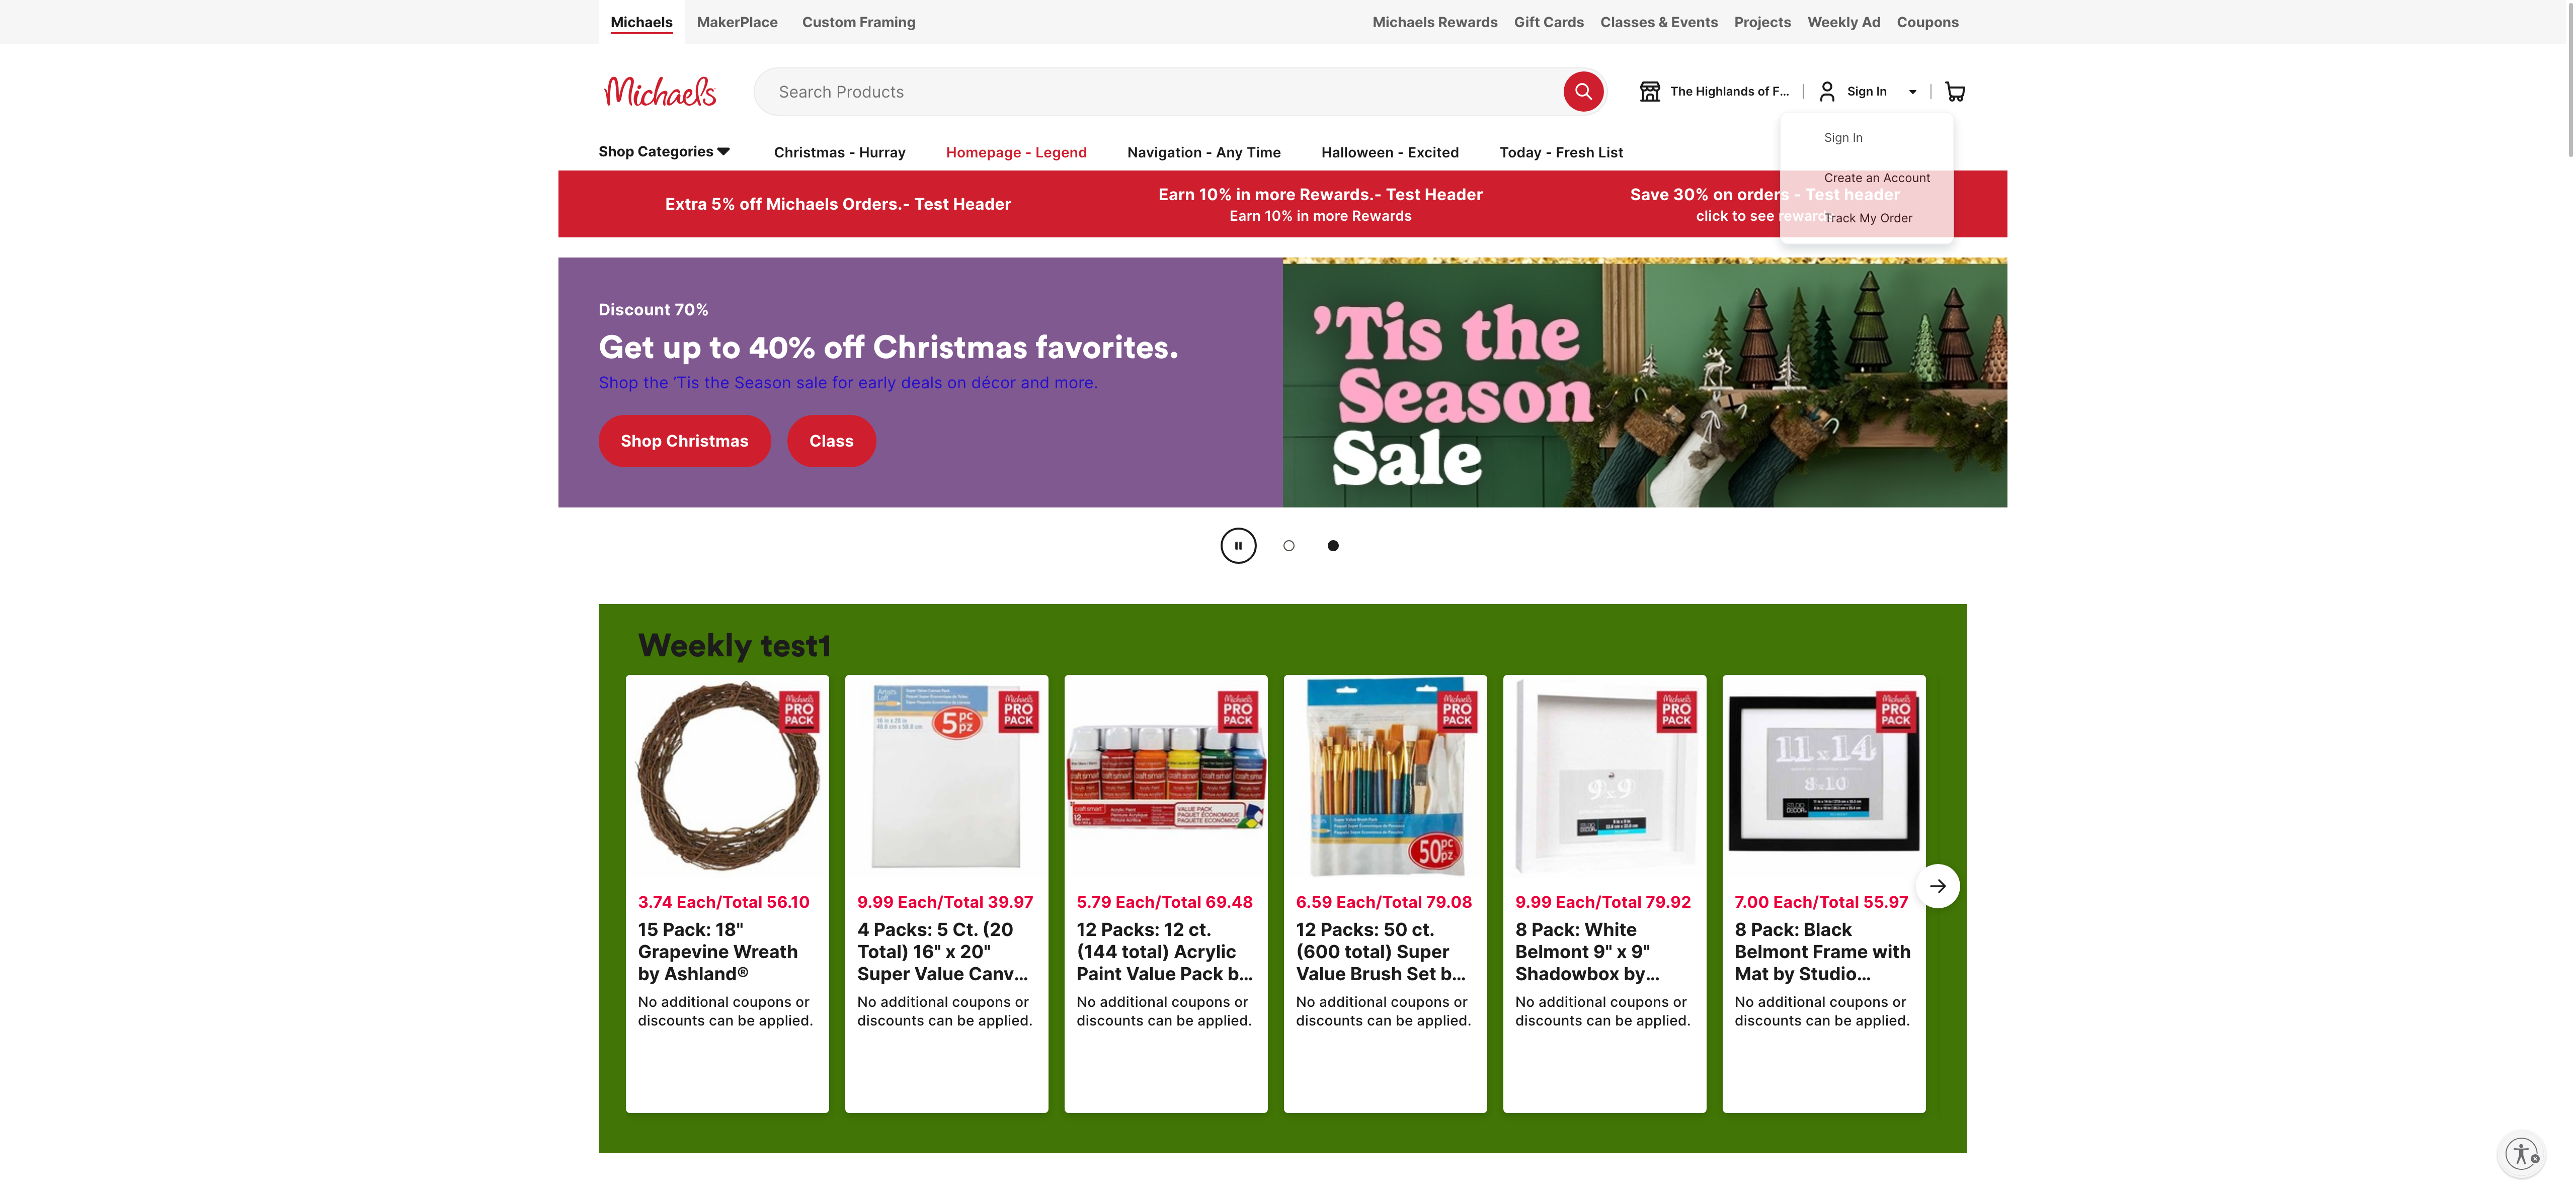 Michaels
MakerPlace
Custom Framing
Michaels Rewards
Gift Cards
Classes & Events
Projects
Weekly Ad
Coupons
Michaels
Search Products
The Highlands of F...
Sign In
Sign In
Create an Account
Track My Order
Shop Categories
Christmas - Hurray
Homepage - Legend
Navigation - Any Time
Halloween - Excited
Today - Fresh List
Extra 5% off Michaels Orders.- Test Header
Earn 10% in more Rewards.- Test Header
Earn 10% in more Rewards
Save 30% on orders - Test header
click to see reward
Discount 70%
Get up to 40% off Christmas favorites.
Shop the 'Tis the Season sale for early deals on décor and more.
Shop Christmas
Class
'Tis the
Season
Sale
Weekly test1
Michaels
PRO
PACK
3.74 Each/Total 56.10
15 Pack: 18"
Grapevine Wreath
by Ashland®
No additional coupons or
discounts can be applied.
5 pc
pz
Michaels
PRO
PACK
9.99 Each/Total 39.97
4 Packs: 5 Ct. (20
Total) 16" x 20"
Super Value Canv...
No additional coupons or
discounts can be applied.
Michaels
PRO
PACK
craft smart
VALUE PACK
PAQUETE ECONÓMICO
5.79 Each/Total 69.48
12 Packs: 12 ct.
(144 total) Acrylic
Paint Value Pack b...
No additional coupons or
discounts can be applied.
Michaels
PRO
PACK
50 pc
pz
6.59 Each/Total 79.08
12 Packs: 50 ct.
(600 total) Super
Value Brush Set b...
No additional coupons or
discounts can be applied.
Michaels
PRO
PACK
9x9
9.99 Each/Total 79.92
8 Pack: White
Belmont 9" x 9"
Shadowbox by...
No additional coupons or
discounts can be applied.
Michaels
PRO
PACK
11x14
8x10
7.00 Each/Total 55.97
8 Pack: Black
Belmont Frame with
Mat by Studio...
No additional coupons or
discounts can be applied.